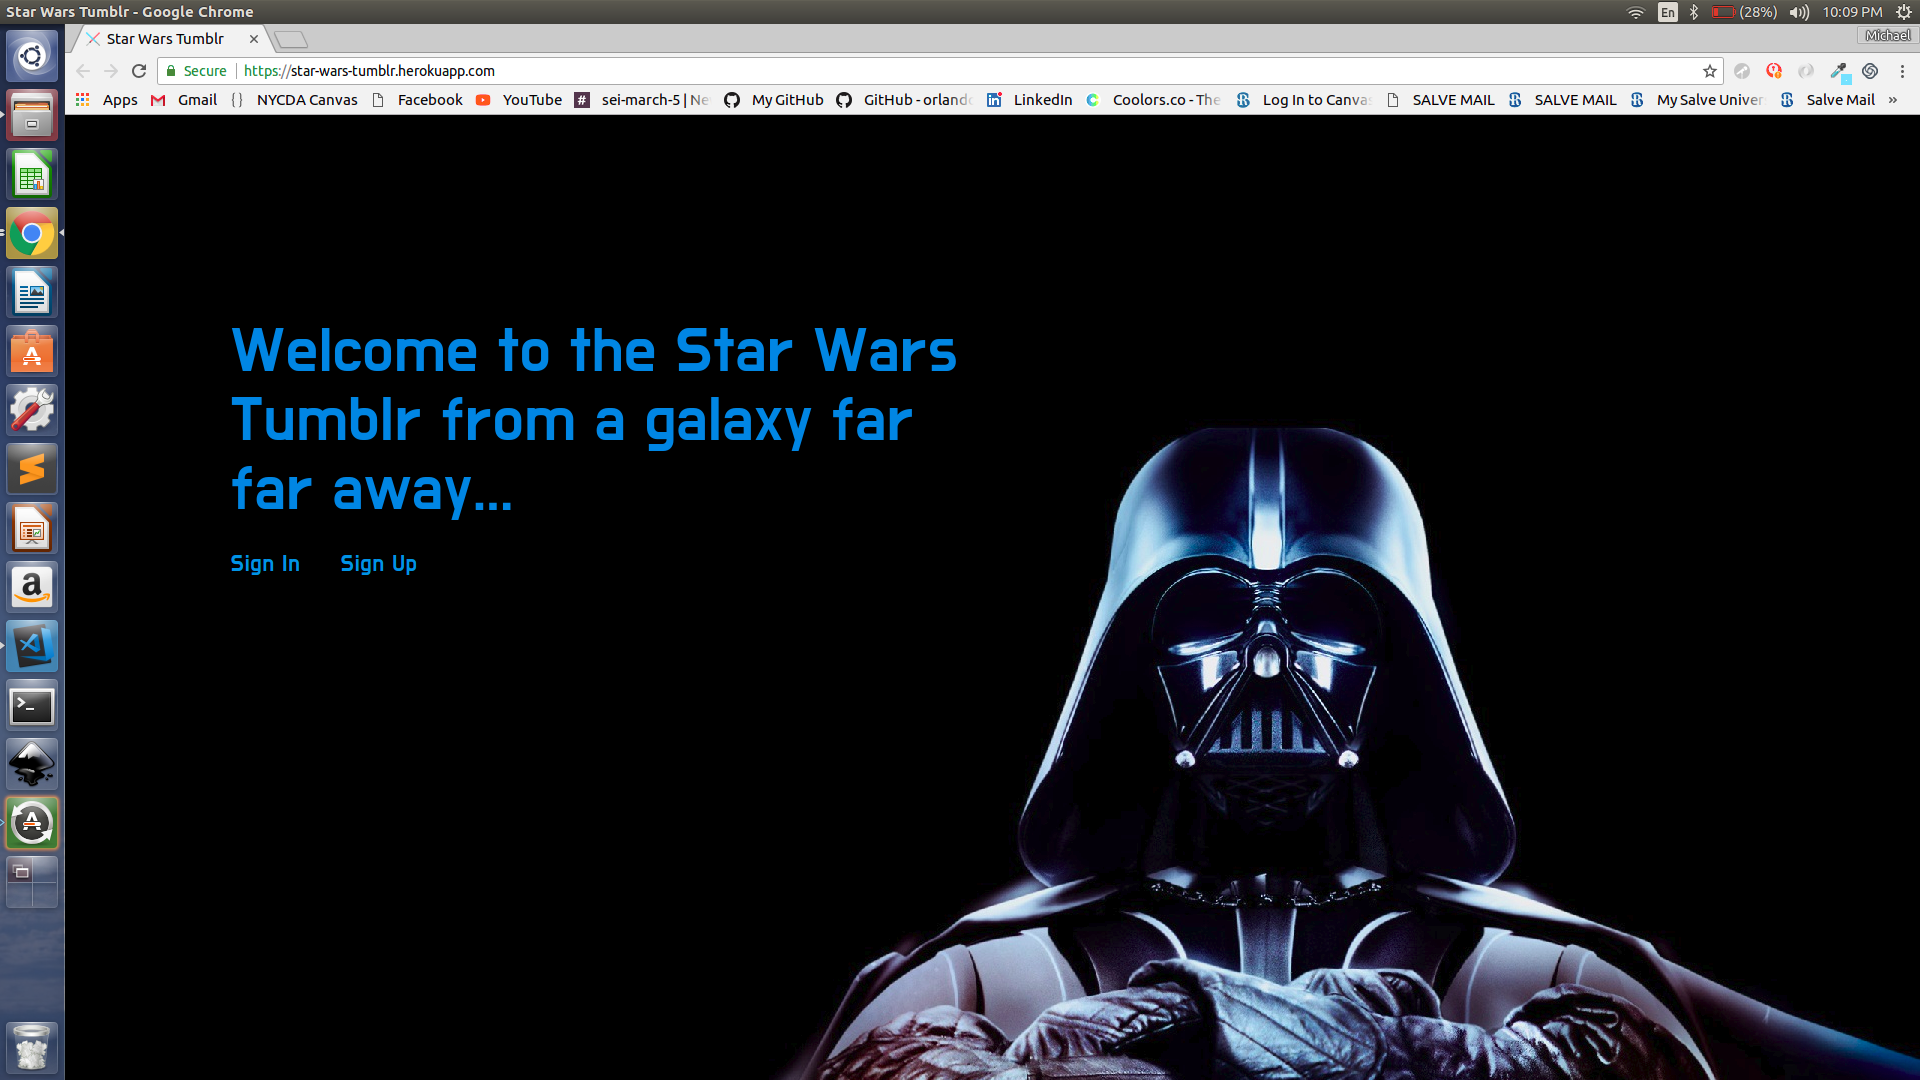 Star Wars Tumblr - Google Chrome
En
(28%)
10:09 PM
Star Wars Tumblr
Michael
Secure
https://star-wars-tumblr.herokuapp.com
Apps
Gmail
NYCDA Canvas
Facebook
YouTube
sei-march-5 | Ne
My GitHub
GitHub - orland
LinkedIn
Coolors.co - The
Log In to Canva
SALVE MAIL
SALVE MAIL
My Salve Univer
Salve Mail
Welcome to the Star Wars
Tumblr from a galaxy far
far away...
Sign In
Sign Up